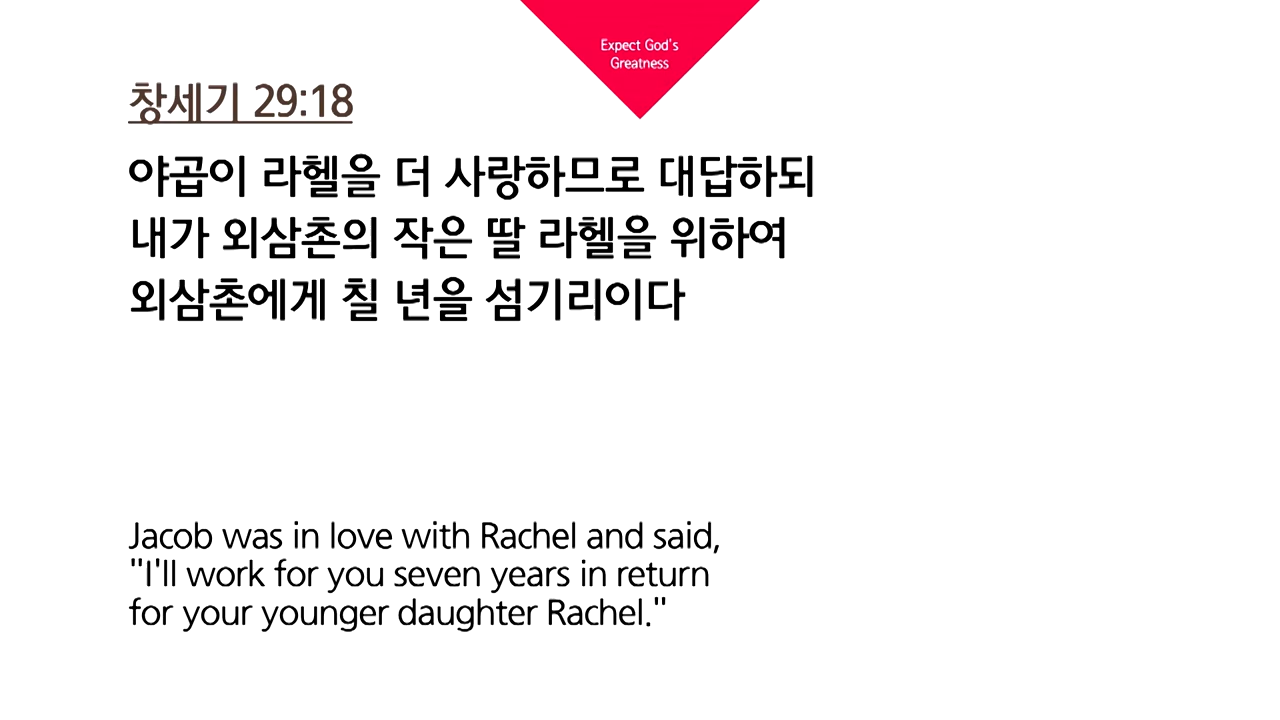 Expect God's
Greatness
창세기 29:18
야곱이 라헬을 더 사랑하므로 대답하되
내가 외삼촌의 작은 딸 라헬을 위하여
외삼촌에게 칠 년을 섬기리이다
Jacob was in love with Rachel and said,
"I'll work for you seven years in return
for your younger daughter Rachel."